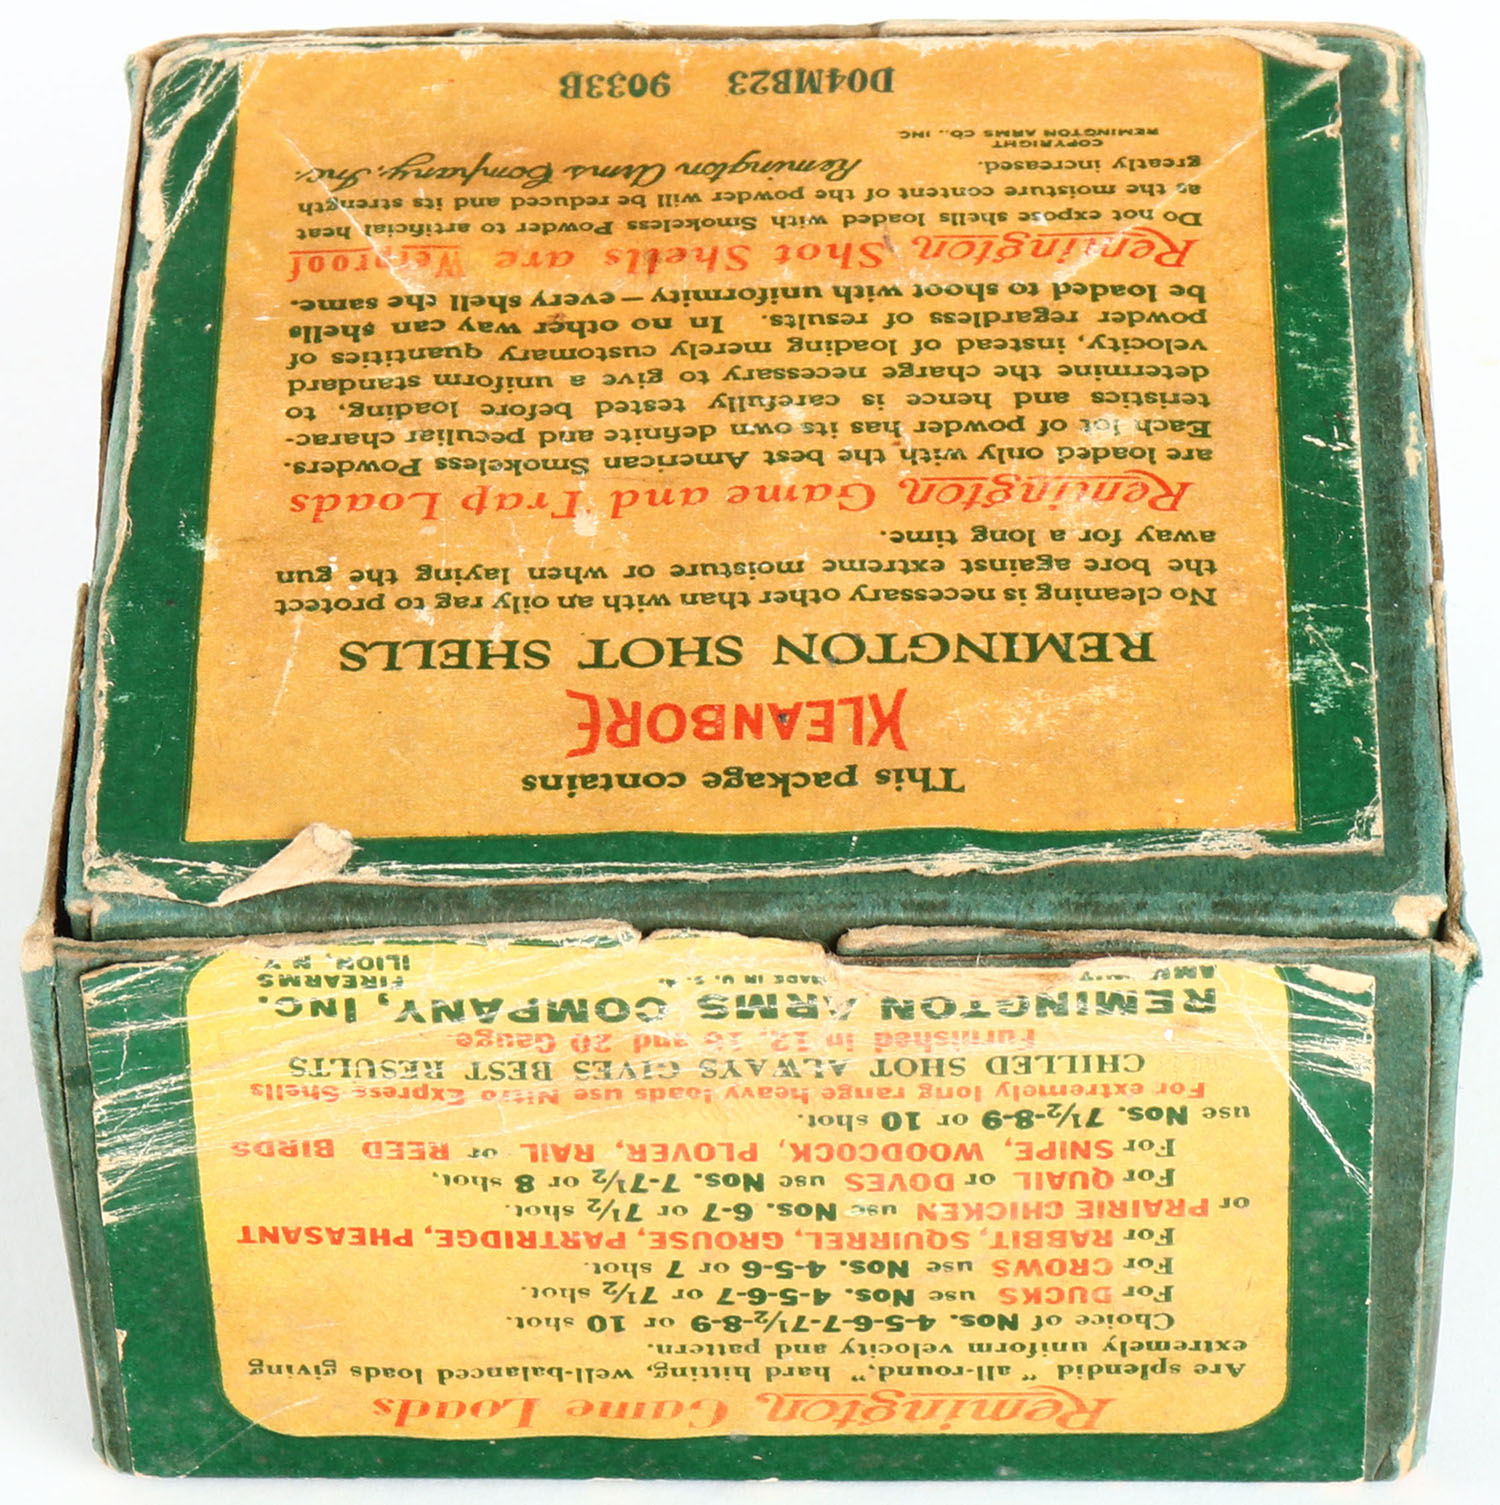 This package contains
KLEANBORE
REMINGTON SHOT SHELLS
No cleaning is necessary other than with an oily rag to protect
the bore against extreme moisture or when laying the gun
away for a long time.
Remington Game and Trap Loads
are loaded only with the best American Smokeless Powders.
Each lot of powder has its own definite and peculiar charac-
teristics and hence is carefully tested before loading, to
determine the charge necessary to give a uniform standard
velocity, instead of loading merely customary quantities of
powder regardless of results. In no other way can shells
be loaded to shoot with uniformity—every shell the same.
Remington Shot Shells are Wetproof
Do not expose shells loaded with Smokeless Powder to artificial heat
as the moisture content of the powder will be reduced and its strength
greatly increased. Remington Arms Company, Inc.
COPYRIGHT
REMINGTON ARMS CO., INC.
D04MB23 9033B
Remington Game Loads
Are splendid "all-round," hard hitting, well-balanced loads giving
extremely uniform velocity and pattern.
Choice of Nos. 4-5-6-7-7½-8-9 or 10 shot.
For DUCKS use Nos. 4-5-6-7 or 7½ shot.
For CROWS use Nos. 4-5-6 or 7 shot.
For RABBIT, SQUIRREL, GROUSE, PARTRIDGE, PHEASANT
or PRAIRIE CHICKEN use Nos. 6-7 or 7½ shot.
For QUAIL or DOVES use Nos. 7-7½ or 8 shot,
For SNIPE, WOODCOCK, PLOVER, RAIL or REED BIRDS
use Nos. 7½-8-9 or 10 shot.
For extremely long range heavy loads use Nitro Express Shells
CHILLED SHOT ALWAYS GIVES BEST RESULTS
Furnished in 12, 16 and 20 Gauge.
REMINGTON ARMS COMPANY, INC.
MADE IN U. S. A. FIREARMS
ILION, N.Y.